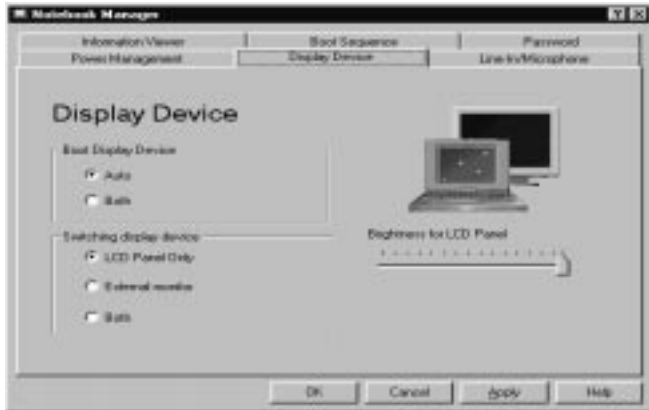 Notebook Manager
Information Viewer Boot Sequence Password
Power Management Display Device Line-In/Microphone
Display Device
Boot Display Device
Auto
Both
Switching display device
LCD Panel Only
External monitor
Both
Brightness for LCD Panel
OK Cancel Apply Help